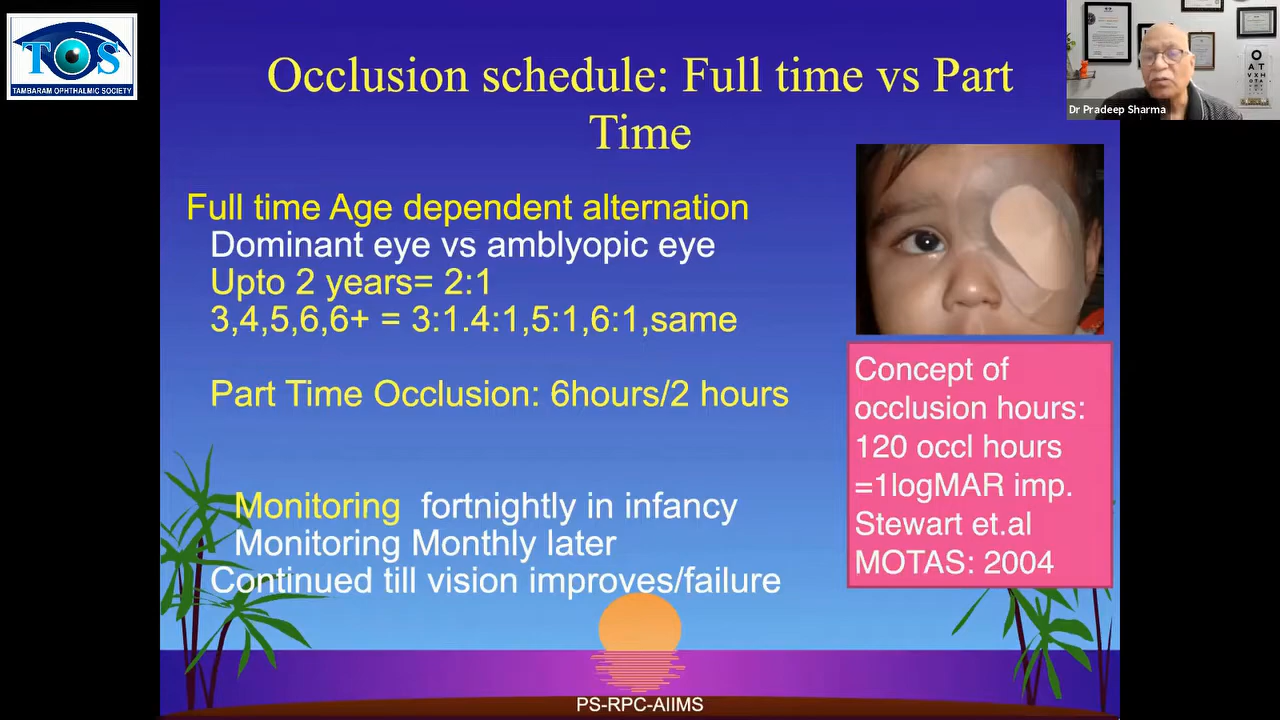 TOS
TAMBARAM OPHTHALMIC SOCIETY
Occlusion schedule: Full time vs Part
Time
Full time Age dependent alternation
Dominant eye vs amblyopic eye
Upto 2 years= 2:1
3,4,5,6,6+ = 3:1.4:1,5:1,6:1,same
Part Time Occlusion: 6hours/2 hours
Monitoring fortnightly in infancy
Monitoring Monthly later
Continued till vision improves/failure
Concept of
occlusion hours:
120 occl hours
=1logMAR imp.
Stewart et.al
MOTAS: 2004
PS-RPC-AIIMS
Dr Pradeep Sharma